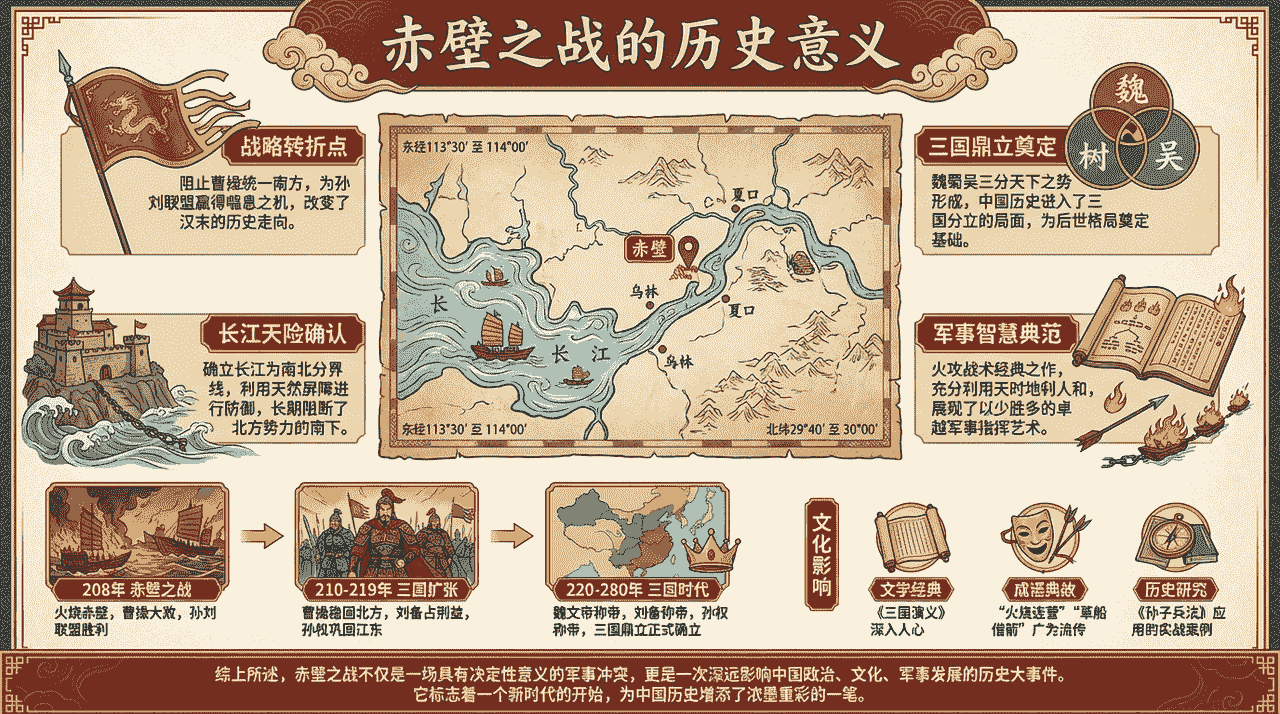 赤壁之战的历史意义
战略转折点
阻止曹操统一南方，为孙
刘联盟赢得喘息之机，改变了
汉末的历史走向。
长江天险确认
确立长江为南北分界
线，利用天然屏障进
行防御，长期阻断了
北方势力的南下。
东经113°30′ 至 114°00′
夏口
赤壁
乌林
夏口
长
长 江
乌林
东经113°30′ 至 114°00′
北纬29°40′ 至 30°00′
魏
树
吴
三国鼎立奠定
魏蜀吴三分天下之势
形成，中国历史进入了三
国分立的局面，为后世格局奠定
基础。
军事智慧典范
火攻战术经典之作，
充分利用天时地利人和，
展现了以少胜多的卓
越军事指挥艺术。
208年 赤壁之战
火烧赤壁，曹操大败，孙刘
联盟胜利
210-219年 三国扩张
曹操退回北方，刘备占荆益，
孙权巩回江东
220-280年 三国时代
魏文帝称帝，刘备称帝，孙权
称帝，三国鼎立正式确立
文化影响
文学经典
《三国演义》
深入人心
成语典故
“火烧连营”“草船
借箭”广为流传
历史研究
《孙子兵法》应
用的实战案例
综上所述，赤壁之战不仅是一场具有决定性意义的军事冲突，更是一次深远影响中国政治、文化、军事发展的历史大事件。
它标志着一个新时代的开始，为中国历史增添了浓墨重彩的一笔。